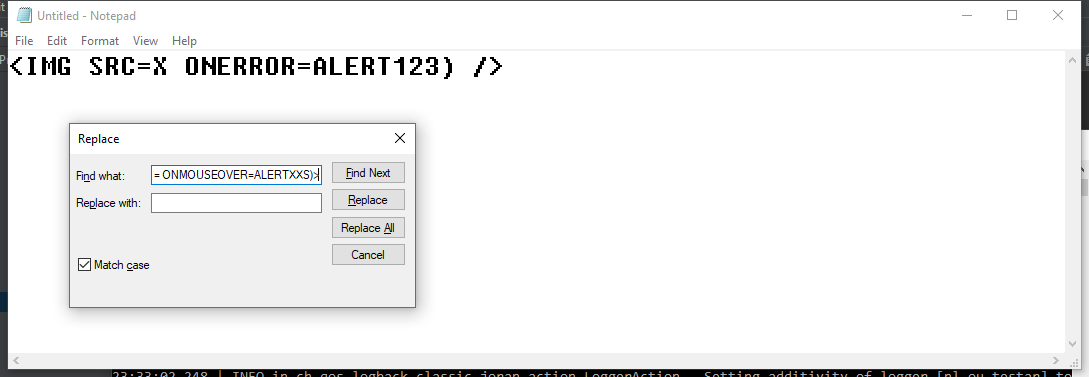 Untitled - Notepad
File Edit Format View Help
<IMG SRC=X ONERROR=ALERT123) />
Replace
Find what: = ONMOUSEOVER=ALERTXXS)> Find Next
Replace with: Replace
Replace All
Cancel
Match case
23:33:02,248 | INFO in ch.qos.logback.classic.joran.action.LoggerAction - Setting additivity of logger